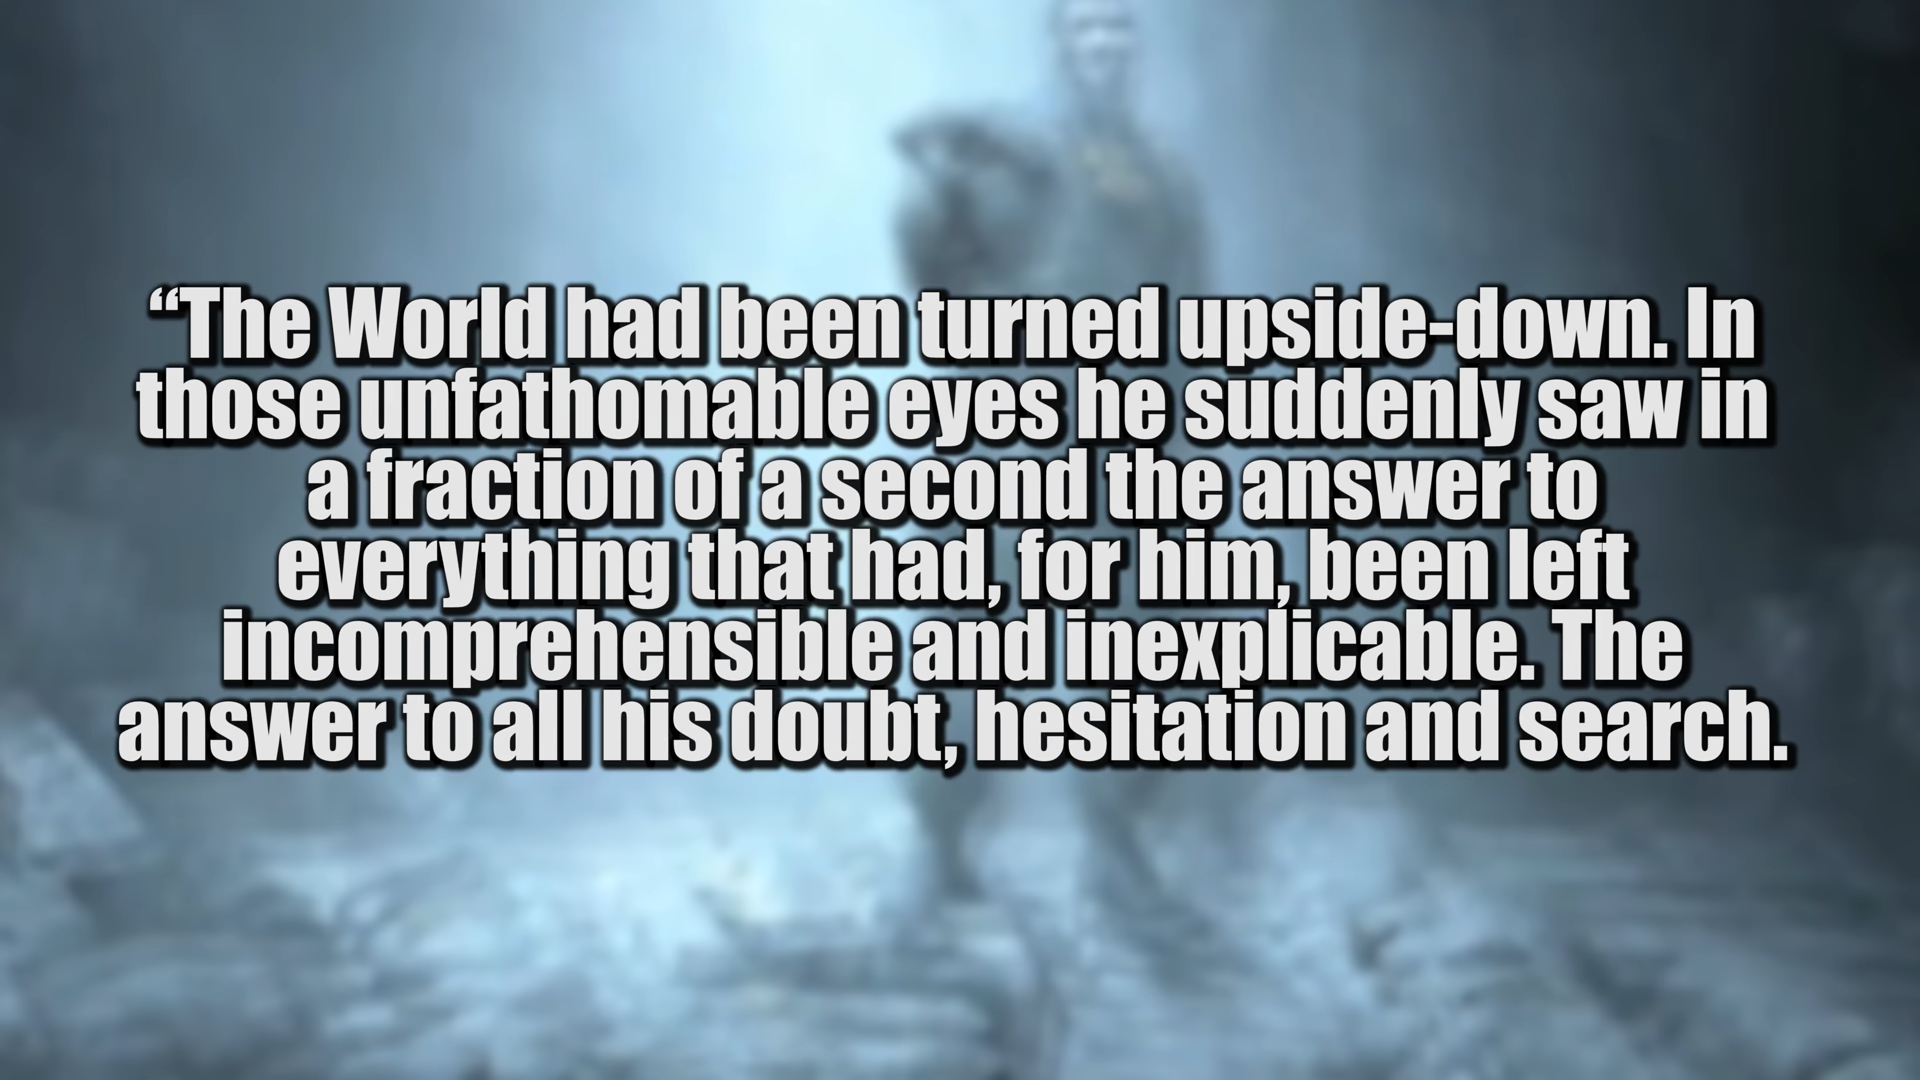 “The World had been turned upside-down. In
those unfathomable eyes he suddenly saw in
a fraction of a second the answer to
everything that had, for him, been left
incomprehensible and inexplicable. The
answer to all his doubt, hesitation and search.